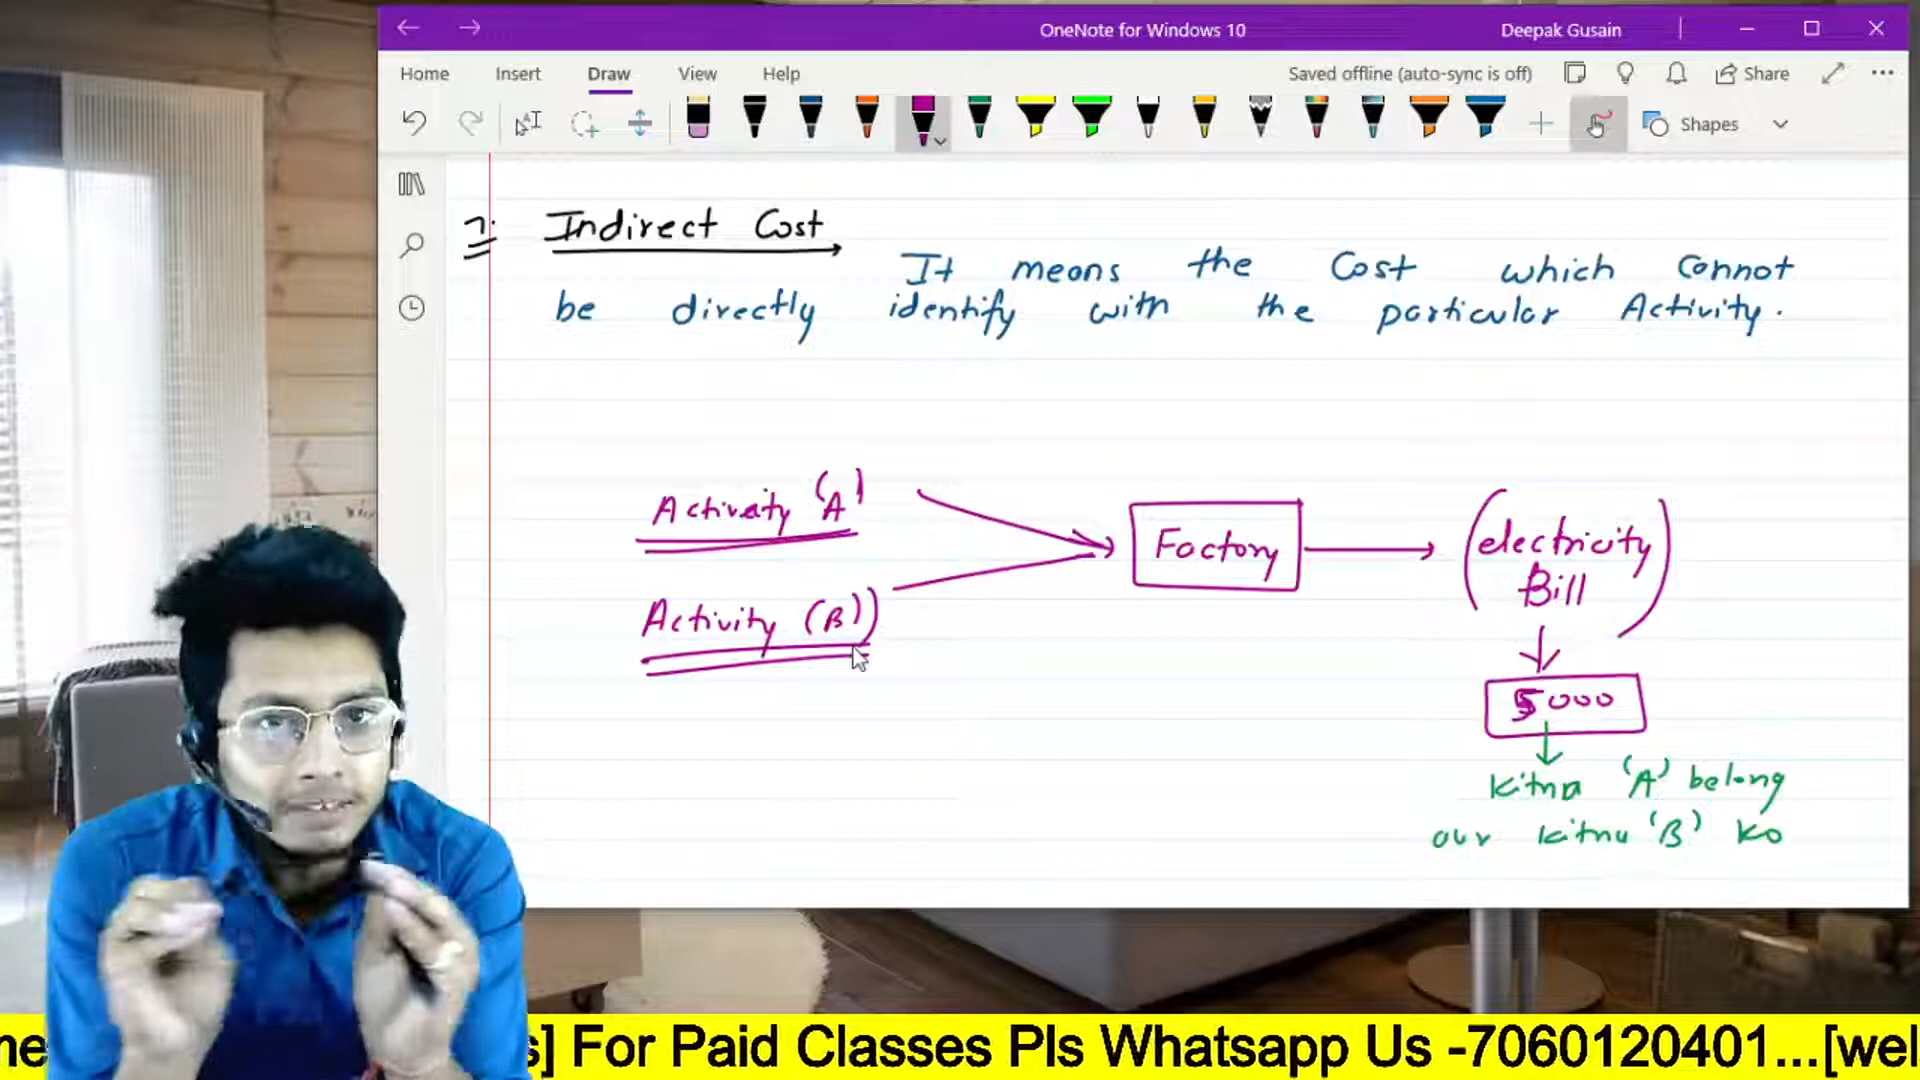 OneNote for Windows 10
Deepak Gusain
Home Insert Draw View Help
Saved offline (auto-sync is off)
Share
Shapes
7. Indirect Cost
It means the Cost which cannot
be directly identify with the particular Activity.
Activity (A)
Activity (B))
Factory
(electricity
Bill)
5000
kitna (A) belong
our kitna (B) ko
s] For Paid Classes Pls Whatsapp Us -7060120401...[wel